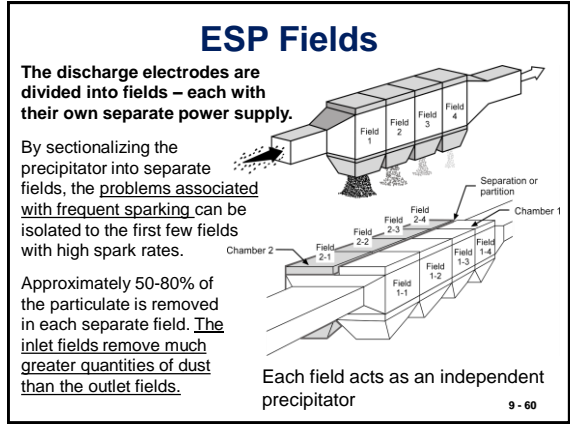 ESP Fields
The discharge electrodes are
divided into fields – each with
their own separate power supply.
By sectionalizing the
precipitator into separate
fields, the problems associated
with frequent sparking can be
isolated to the first few fields
with high spark rates.
Approximately 50-80% of
the particulate is removed
in each separate field. The
inlet fields remove much
greater quantities of dust
than the outlet fields.
Field
1
Field
2
Field
3
Field
4
Separation or
partition
Chamber 1
Chamber 2
Field
2-1
Field
2-2
Field
2-3
Field
2-4
Field
1-1
Field
1-2
Field
1-3
Field
1-4
Each field acts as an independent
precipitator
9 - 60